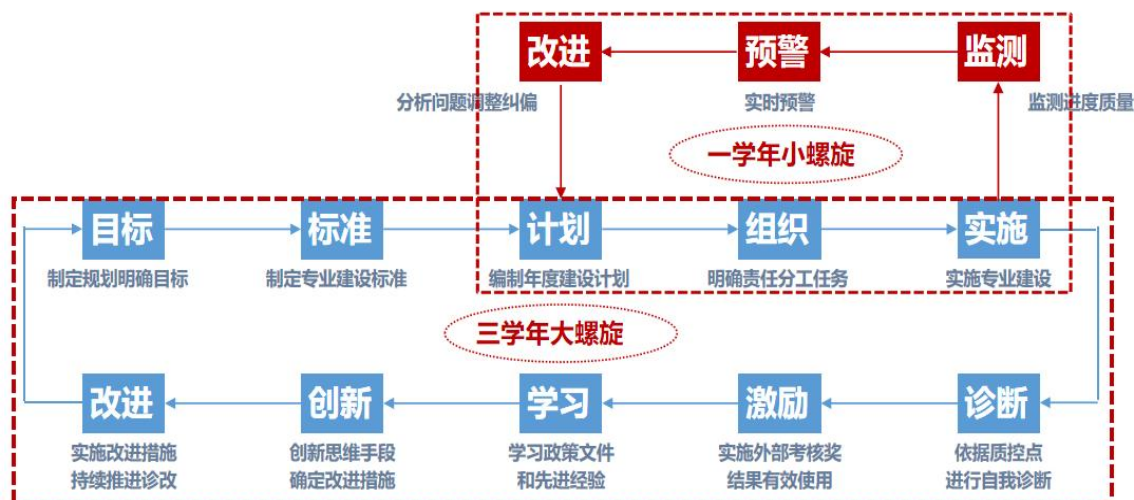 改进
预警
监测
分析问题调整纠偏
实时预警
监测进度质量
一学年小螺旋
目标
标准
计划
组织
实施
制定规划明确目标
制定专业建设标准
编制年度建设计划
明确责任分工任务
实施专业建设
三学年大螺旋
改进
创新
学习
激励
诊断
实施改进措施
持续推进诊改
创新思维手段
确定改进措施
学习政策文件
和先进经验
实施外部考核奖
结果有效使用
依据质控点
进行自我诊断